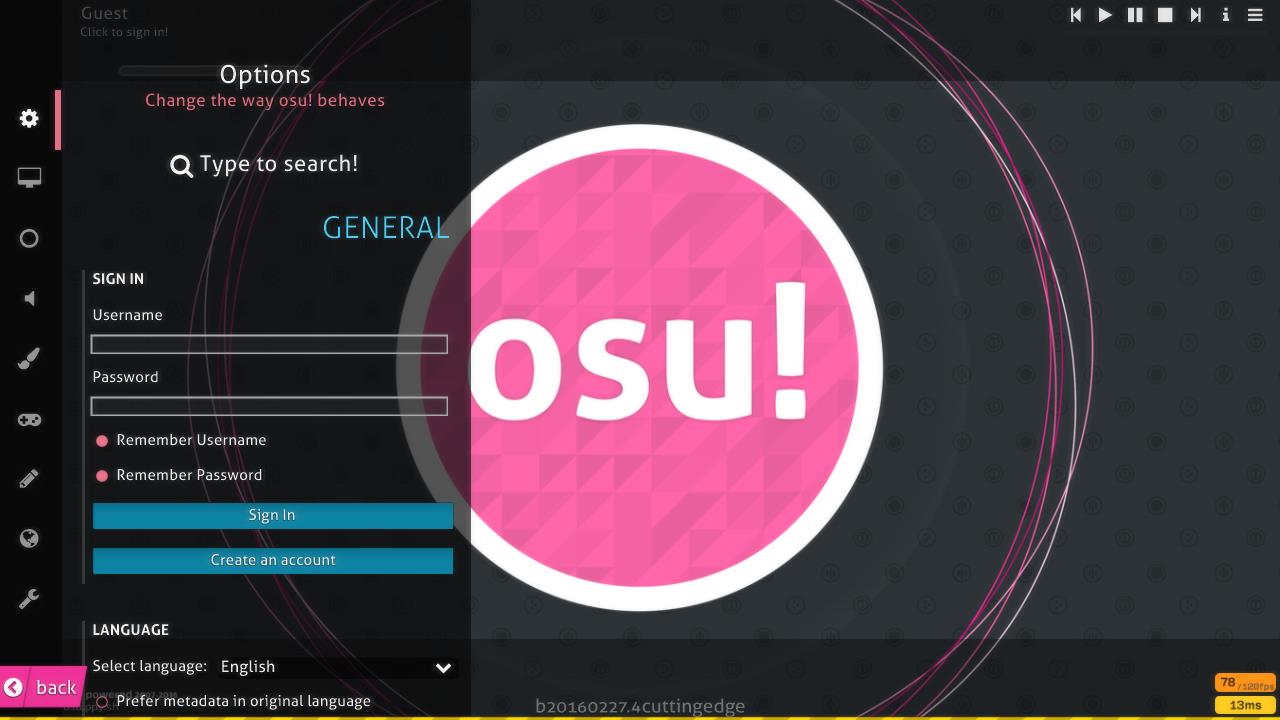 Guest
Click to sign in!
Options
Change the way osu! behaves
Type to search!
GENERAL
SIGN IN
Username
Password
Remember Username
Remember Password
Sign In
Create an account
LANGUAGE
Select language: English
Prefer metadata in original language
back
osu!
b20160227.4cuttingedge
78 /120fps
13ms